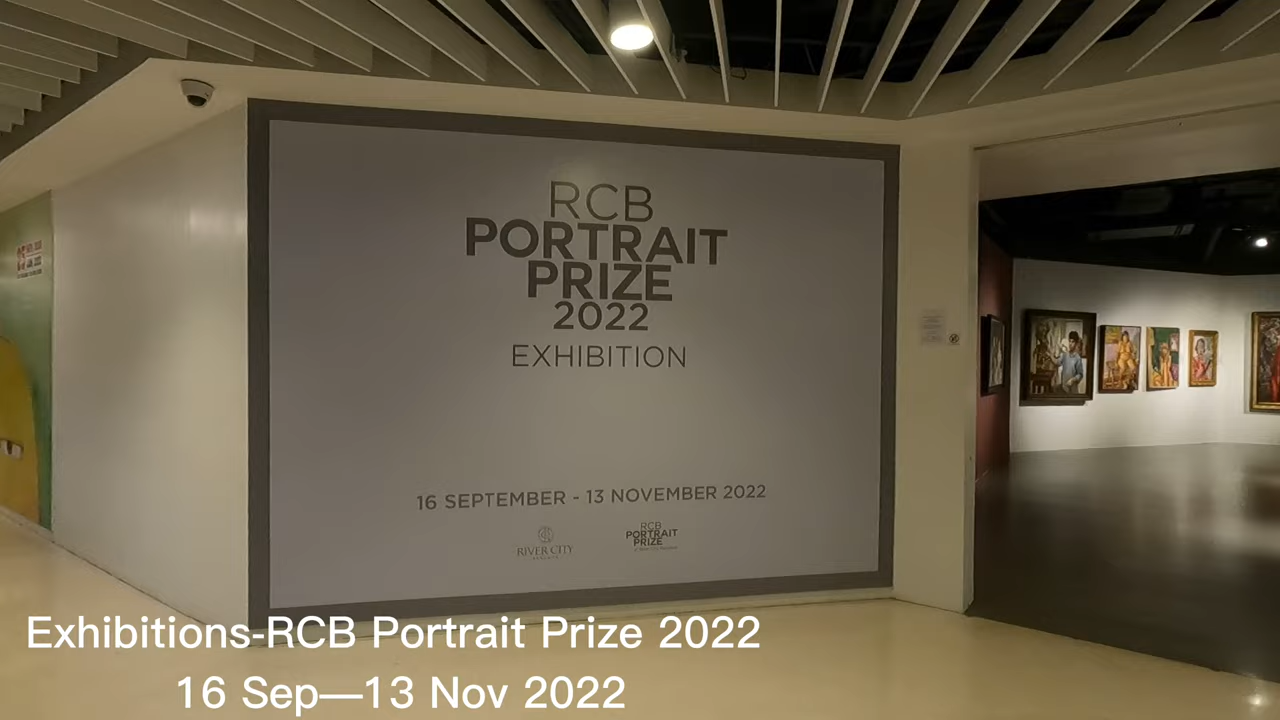 RCB
PORTRAIT
PRIZE
2022
EXHIBITION
16 SEPTEMBER - 13 NOVEMBER 2022
RIVER CITY
RCB
PORTRAIT
PRIZE
Exhibitions-RCB Portrait Prize 2022
16 Sep—13 Nov 2022